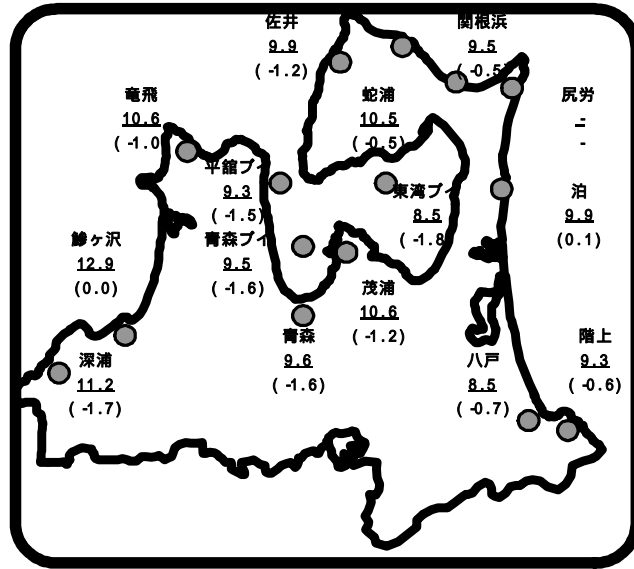 佐井
9.9
( -1.2)
関根浜
9.5
( -0.5)
竜飛
10.6
( -1.0
蛇浦
10.5
( -0.5)
尻労
-
-
平舘ブイ
9.3
( -1.5)
東湾ブイ
8.5
( -1.8
泊
9.9
(0.1)
鰺ヶ沢
12.9
(0.0)
青森ブイ
9.5
( -1.6)
茂浦
10.6
( -1.2)
青森
9.6
( -1.6)
深浦
11.2
( -1.7)
八戸
8.5
( -0.7)
階上
9.3
( -0.6)